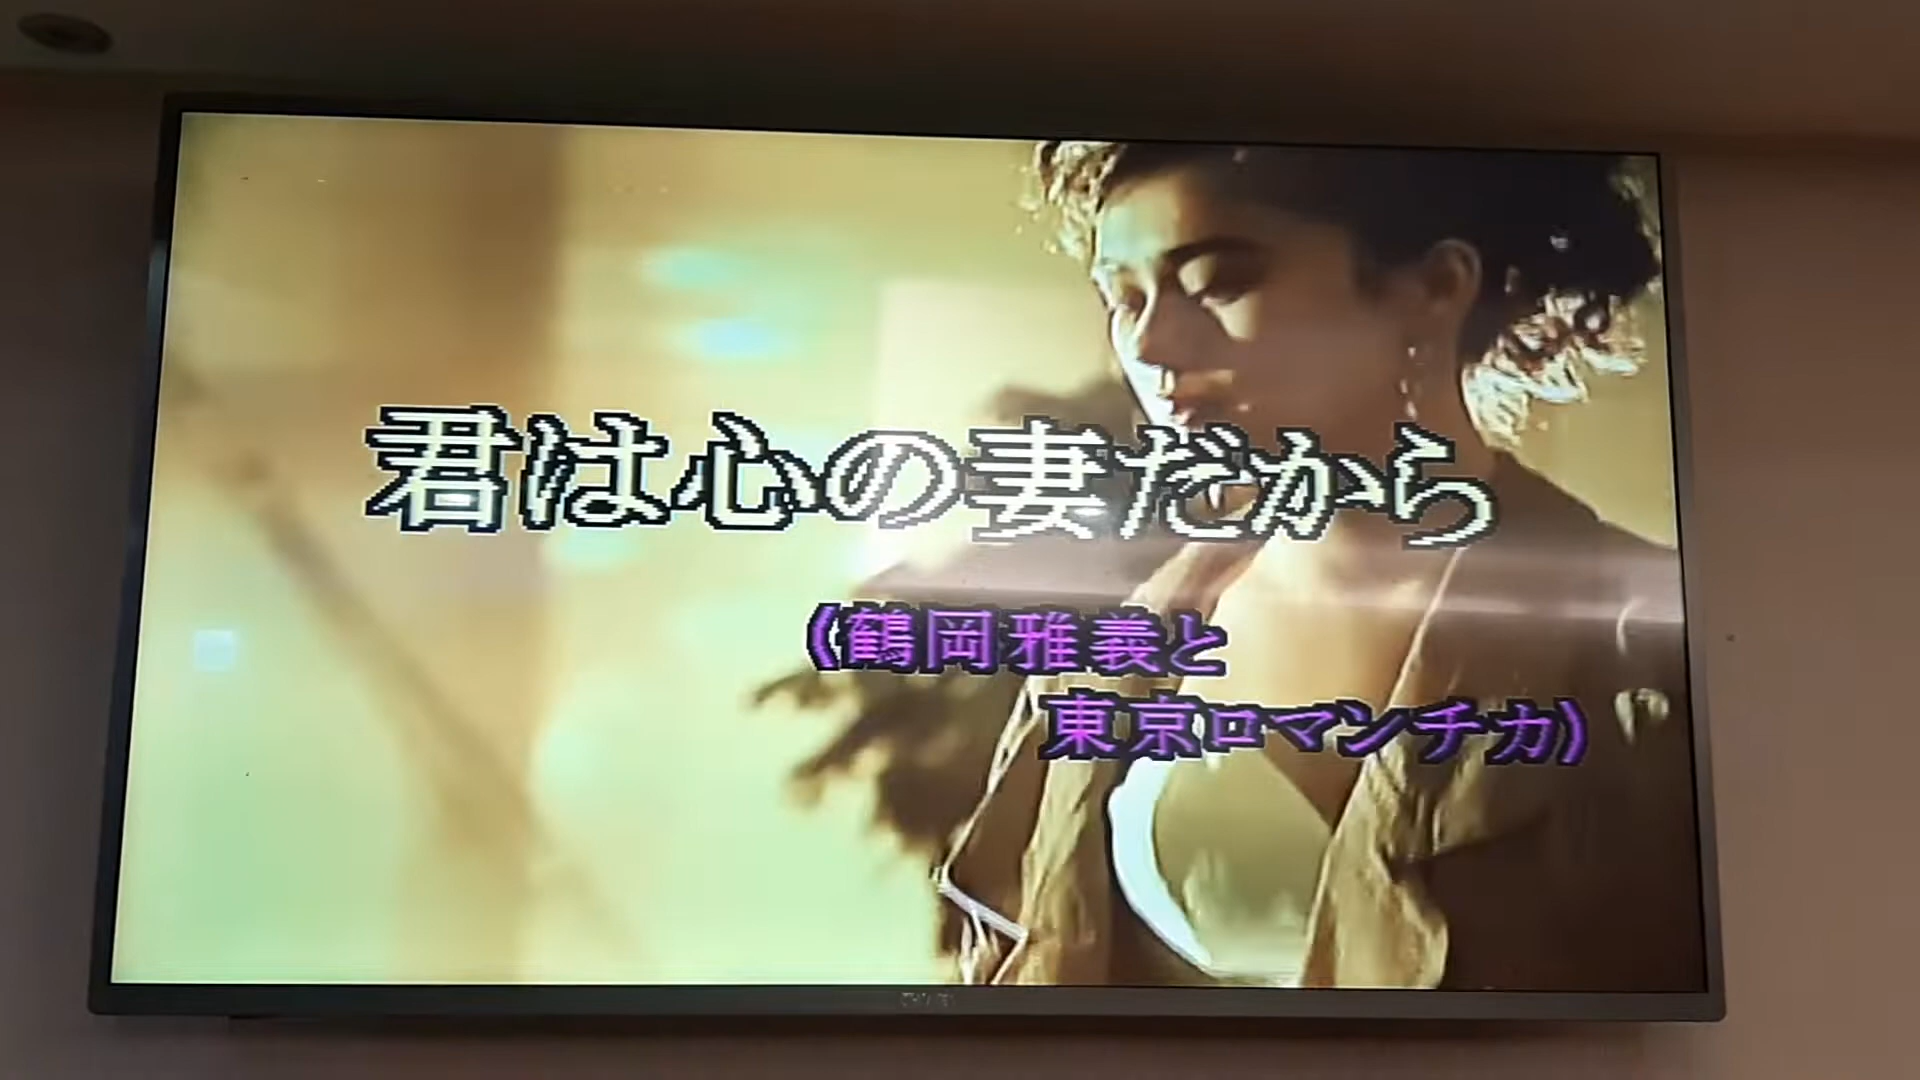 君は心の妻だから
(鶴岡雅義と
東京ロマンチカ)